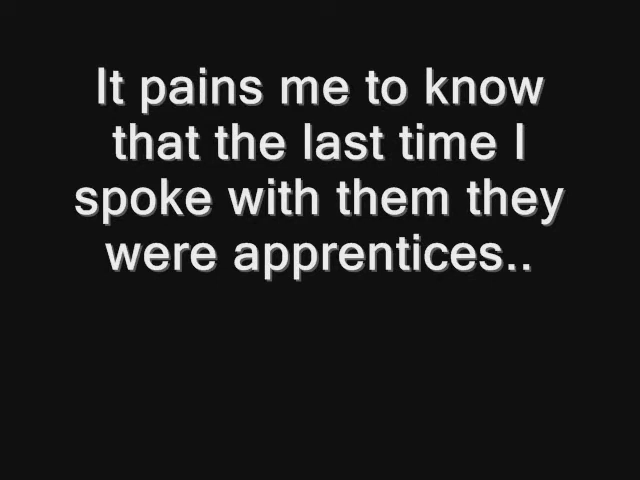 It pains me to know
that the last time I
spoke with them they
were apprentices..